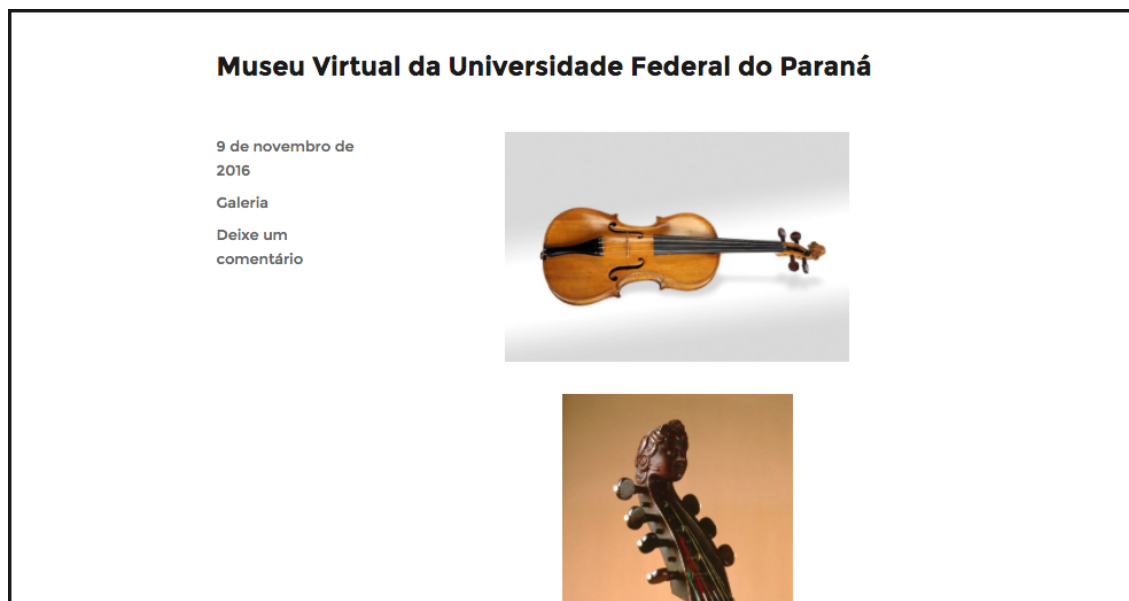 Museu Virtual da Universidade Federal do Paraná
9 de novembro de
2016
Galeria
Deixe um
comentário